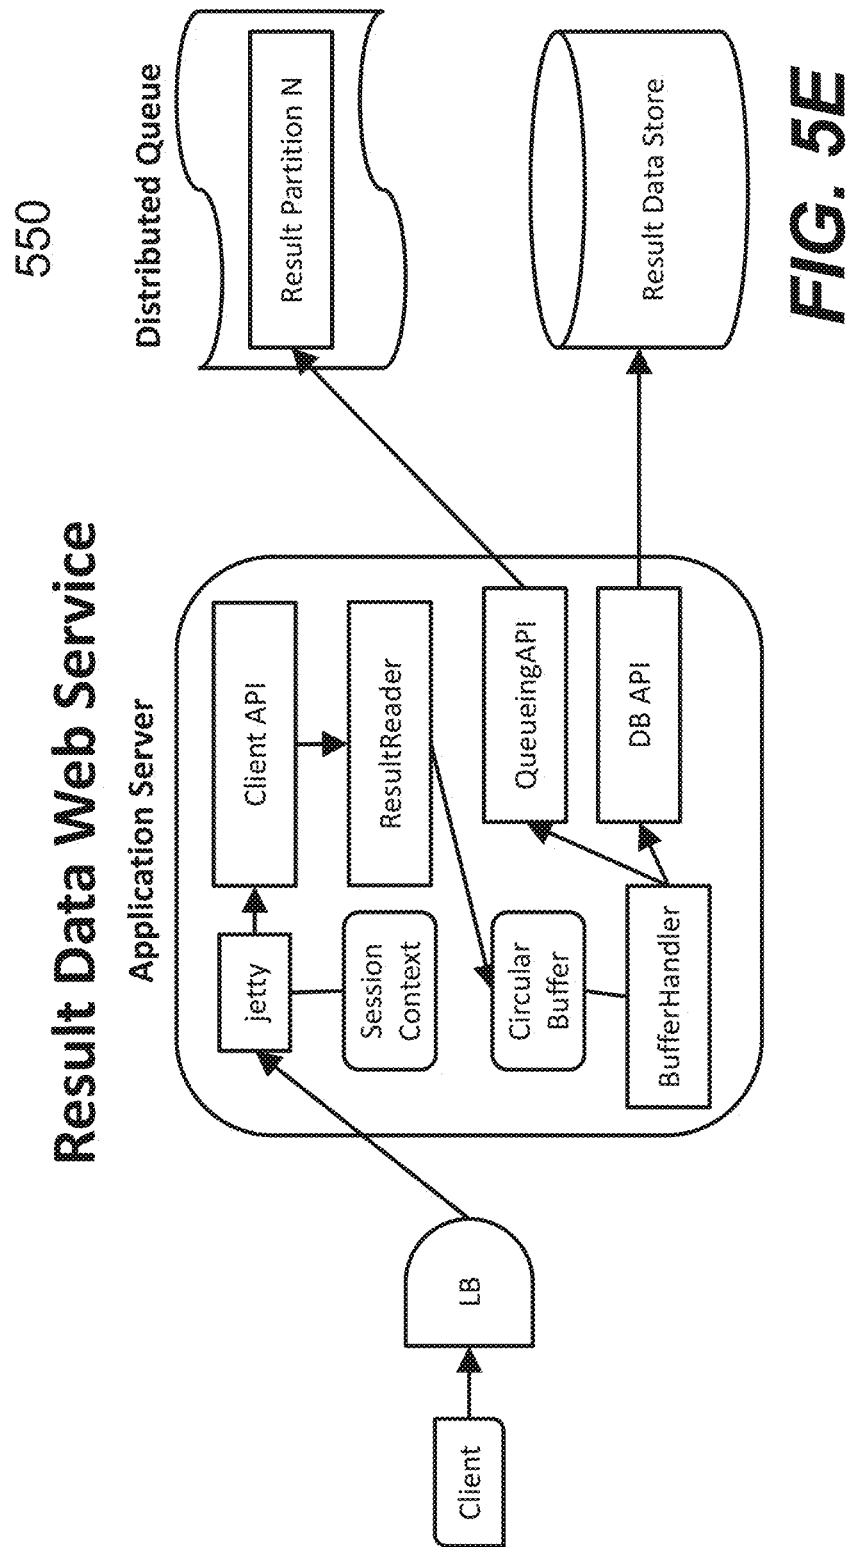 550
Result Data Web Service
Application Server
Distributed Queue
Client
LB
jetty
Client API
Session
Context
ResultReader
Circular
Buffer
QueueingAPI
BufferHandler
DB API
Result Partition N
Result Data Store
FIG. 5E